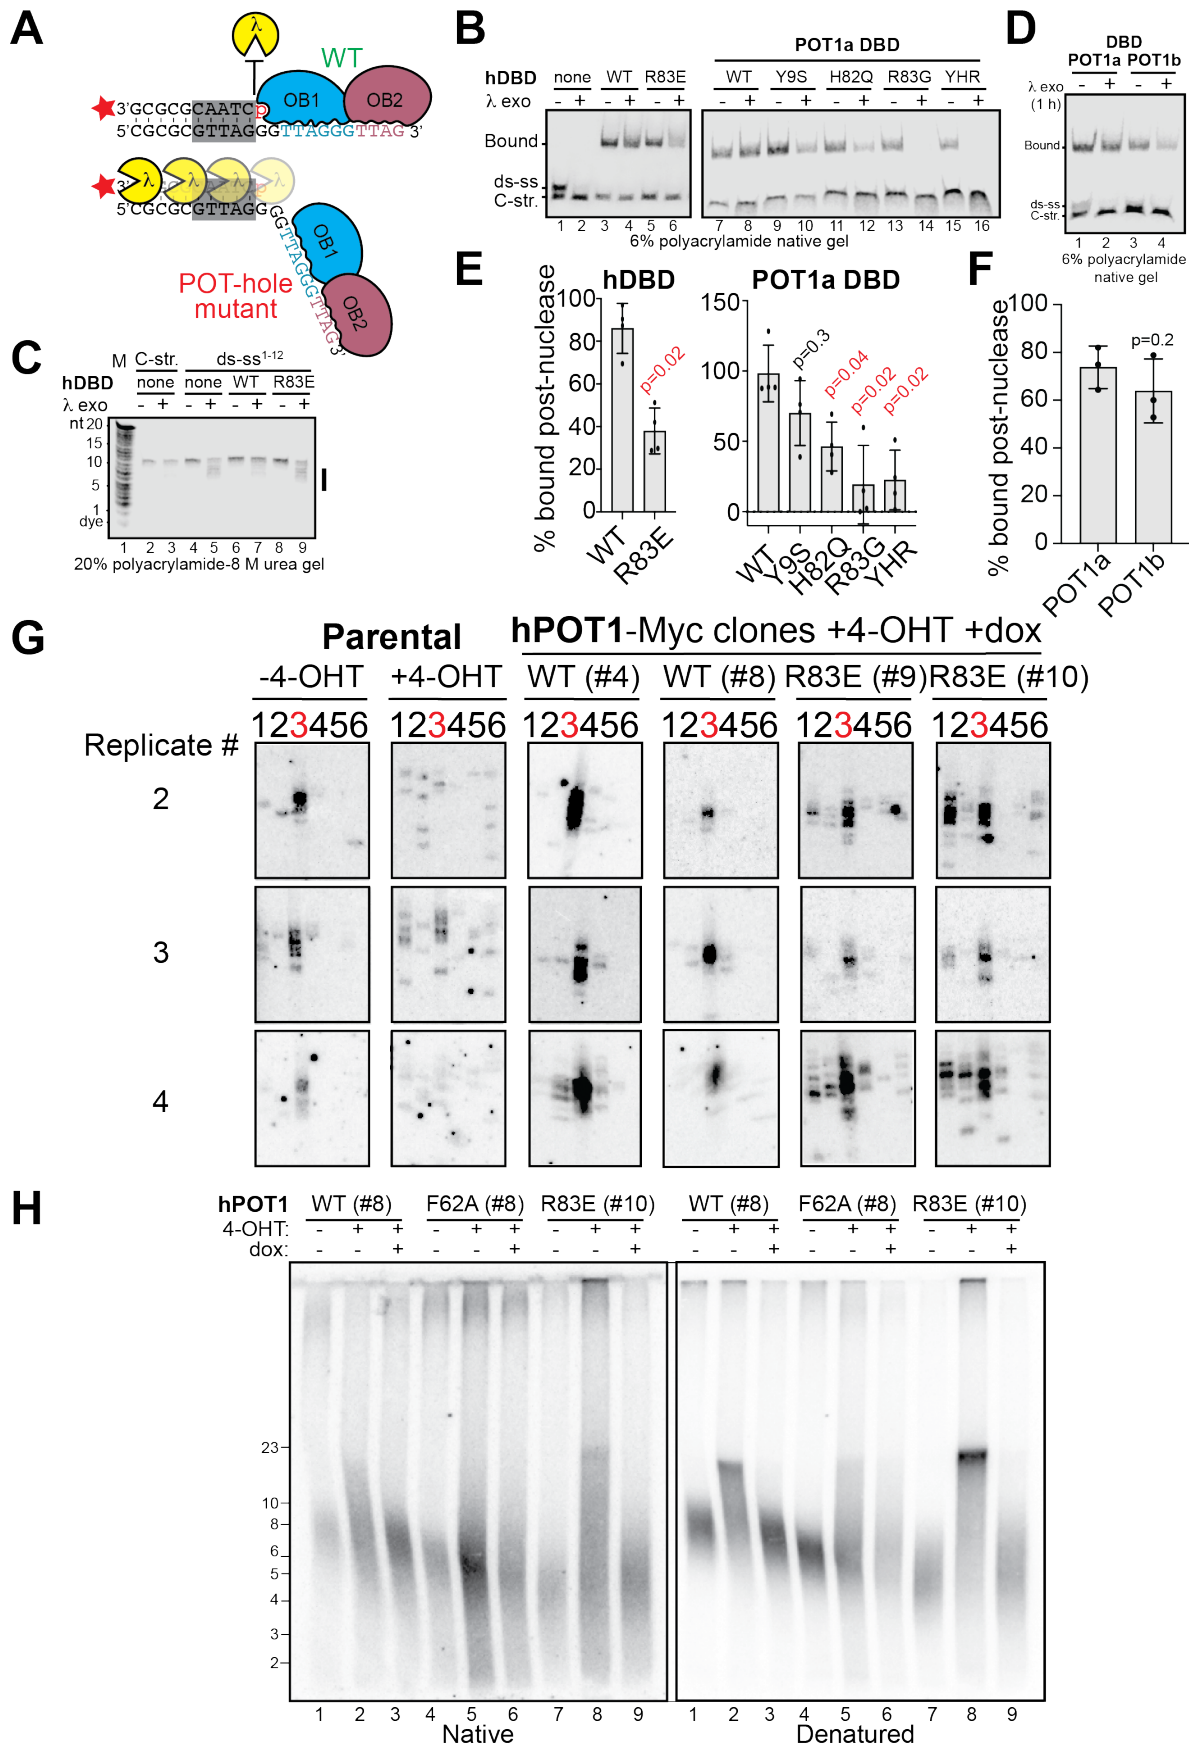 A
λ
WT
3'GCGCGCAATC p
OB1
OB2
5'CGCGCGTTAGGGTTAGGGTTAG 3'
λ λ λ λ
5'CGCGCGTTAGG
GGTTAGGGTTAG3'
OB1
OB2
POT-hole
mutant
B
POT1a DBD
hDBD none WT R83E WT Y9S H82Q R83G YHR
λ exo - + - + - + - + - + - + - + - +
Bound
ds-ss
C-str.
1 2 3 4 5 6 7 8 9 10 11 12 13 14 15 16
6% polyacrylamide native gel
D
DBD
POT1a POT1b
λ exo - + - +
(1 h)
Bound
ds-ss
C-str.
1 2 3 4
6% polyacrylamide
native gel
C
M C-str. ds-ss1-12
hDBD none none WT R83E
λ exo - + - + - + - +
nt 20
15
10
5
1
dye
1 2 3 4 5 6 7 8 9
20% polyacrylamide-8 M urea gel
E
hDBD
% bound post-nuclease
100
80
60
40
20
0
p=0.02
WT
R83E
POT1a DBD
150
100
50
0
p=0.3
p=0.04
p=0.02
p=0.02
WT
Y9S
H82Q
R83G
YHR
F
% bound post-nuclease
100
80
60
40
20
0
p=0.2
POT1a
POT1b
G
Parental
hPOT1-Myc clones +4-OHT +dox
-4-OHT +4-OHT WT (#4) WT (#8) R83E (#9) R83E (#10)
123456 123456 123456 123456 123456 123456
Replicate #
2
3
4
H
hPOT1 WT (#8) F62A (#8) R83E (#10) WT (#8) F62A (#8) R83E (#10)
4-OHT: - + + - + + - + + - + + - + + - + +
dox: - - + - - + - - + - - + - - + - - +
23
10
8
6
5
4
3
2
1 2 3 4 5 6 7 8 9 1 2 3 4 5 6 7 8 9
Native Denatured